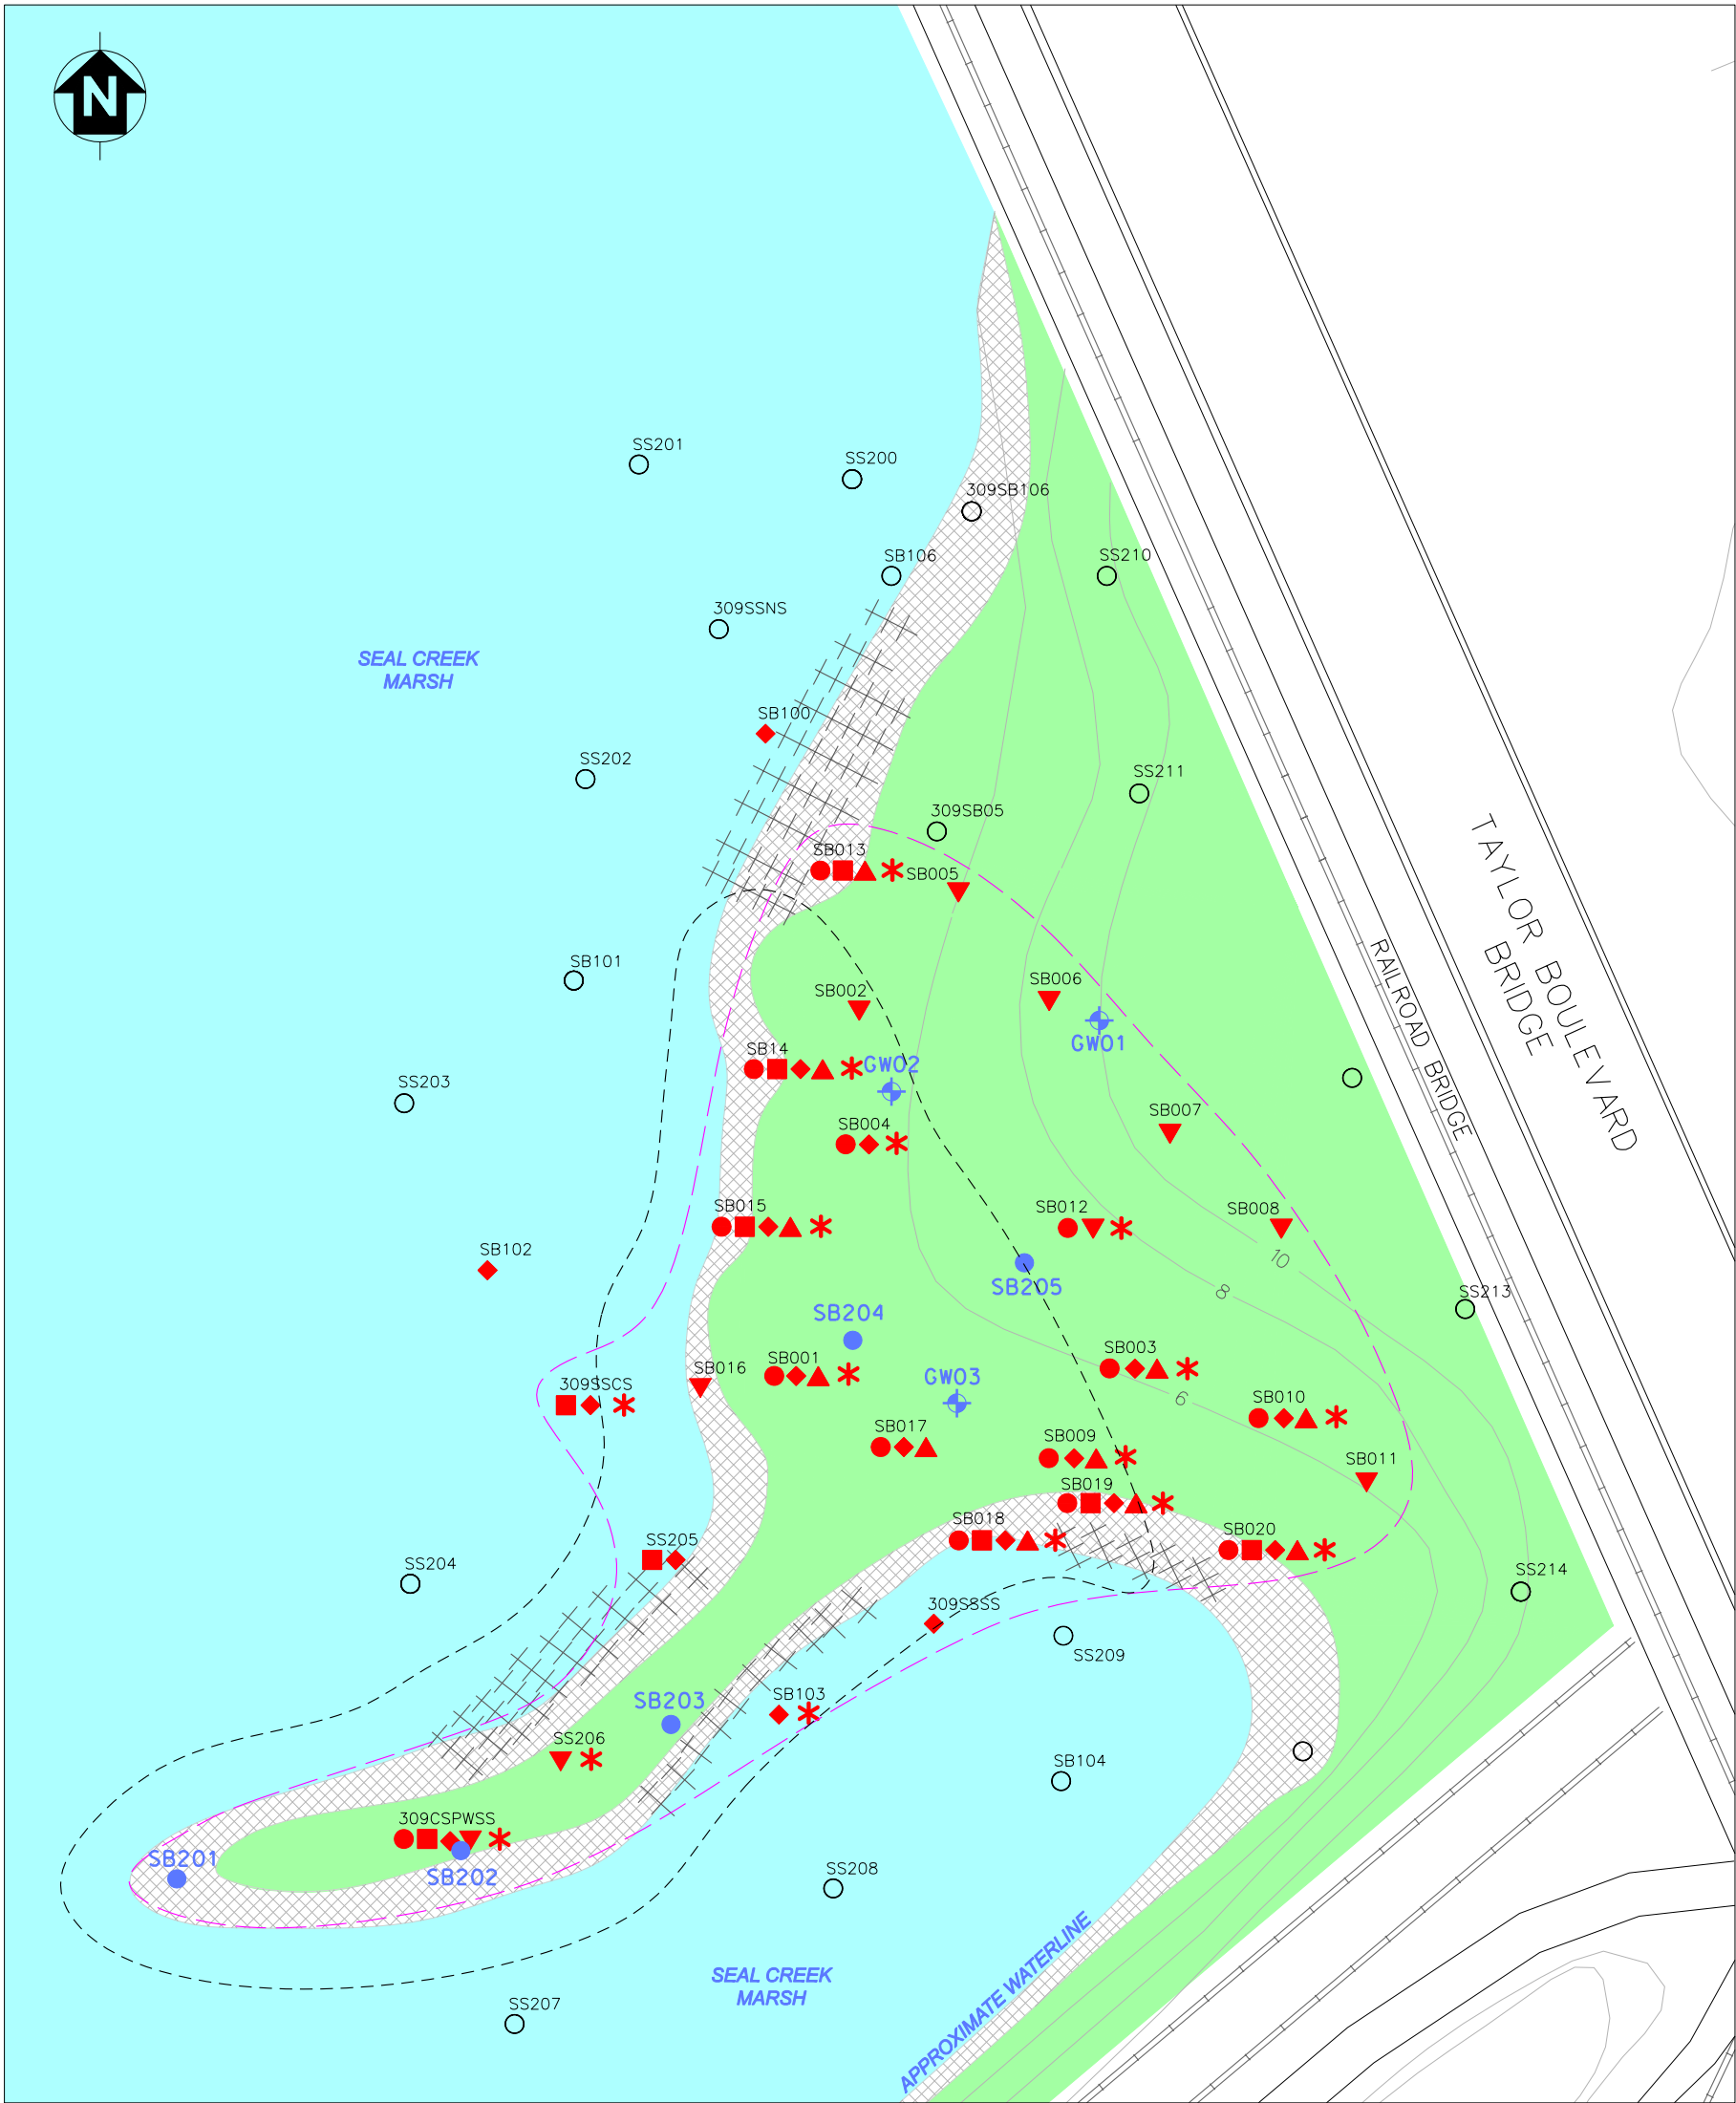 N
SS201
SS200
309SB106
SB106
SS210
309SSNS
SEAL CREEK
MARSH
SB100
SS202
SS211
309SB05
SB013
SB005
TAYLOR BOULEVARD
BRIDGE
RAILROAD BRIDGE
SB101
SB002
SB006
GW01
SB14
GW02
SS203
SB007
SB004
SB015
SB012
SB008
SB102
10
SB205
8
SS213
SB204
SB003
SB001
SB016
309SSCS
GW03
6
SB010
SB017
SB009
SB011
SB019
SB018
SB020
SS205
SS204
SS214
309SSSS
SS209
SB203
SB103
SS206
SB104
309CSPWSS
SB201
SB202
SS208
SEAL CREEK
MARSH
APPROXIMATE WATERLINE
SS207